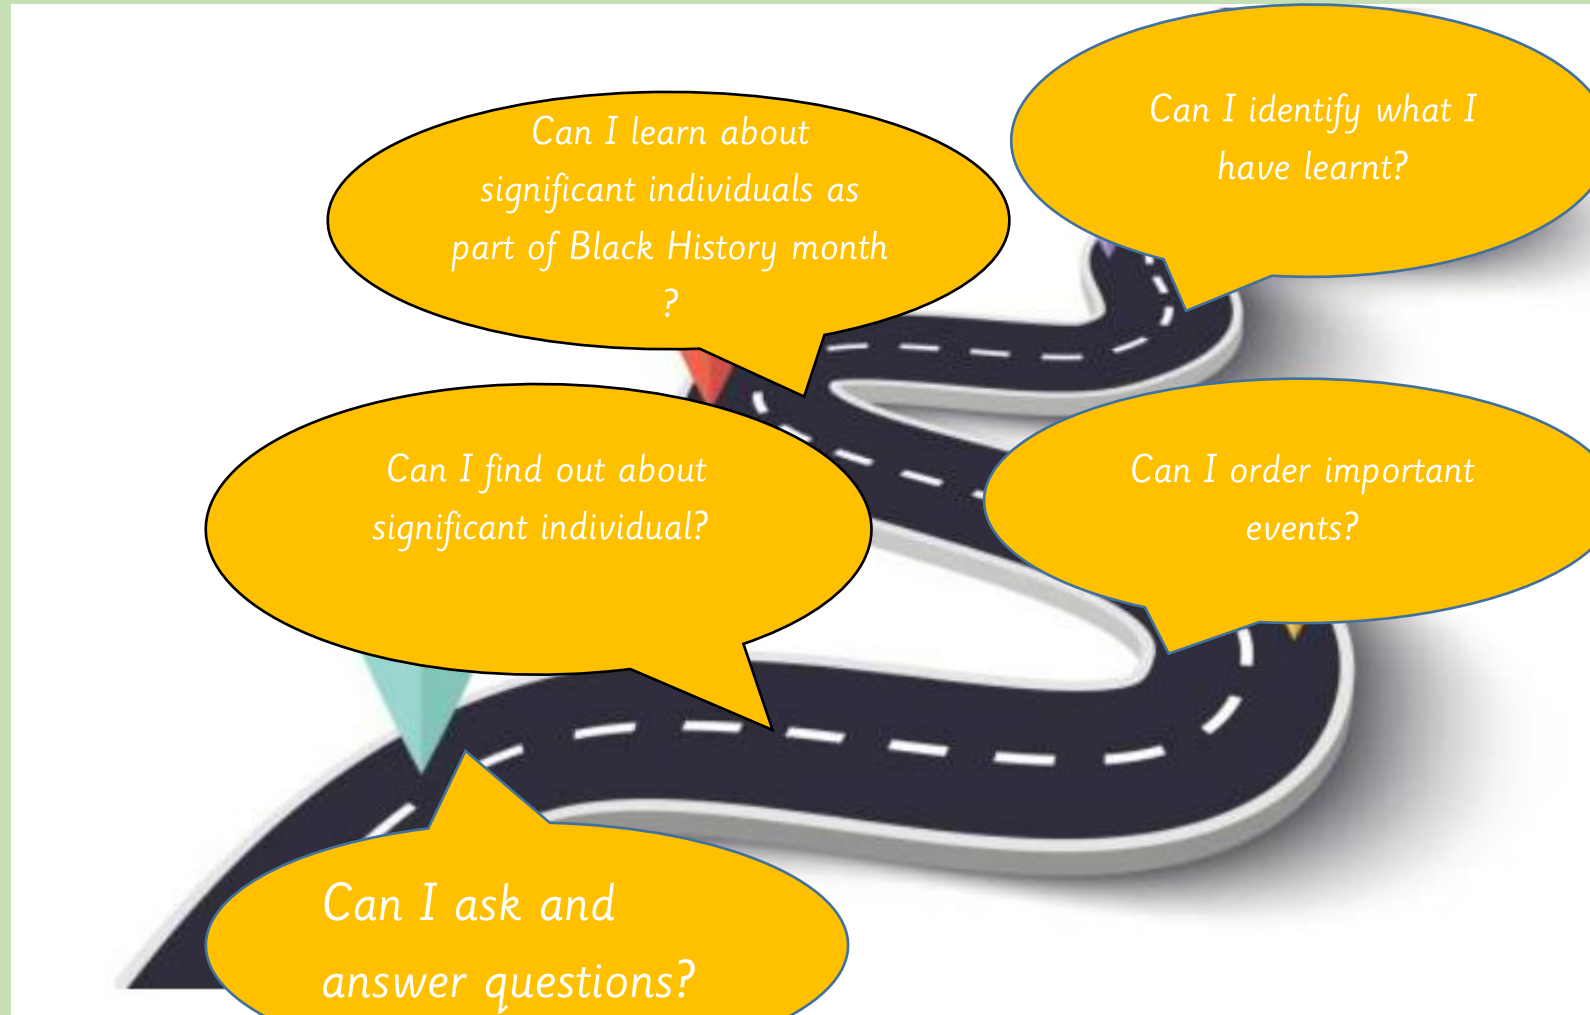 Can I learn about
significant individuals as
part of Black History month
?
Can I identify what I
have learnt?
Can I find out about
significant individual?
Can I order important
events?
Can I ask and
answer questions?